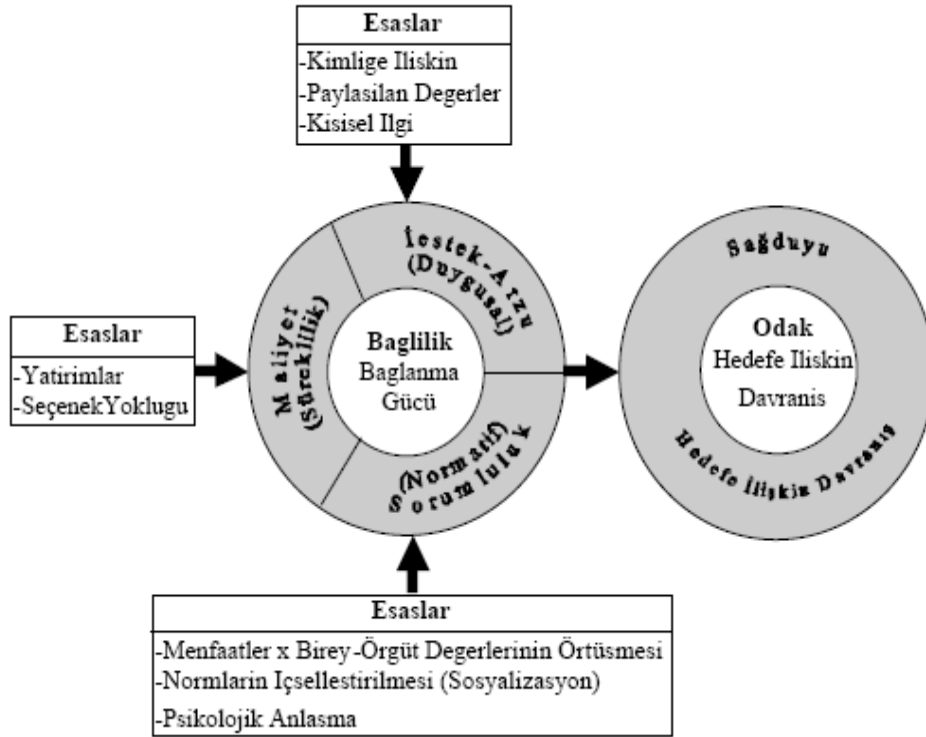 Esaslar
-Kimlige Iliskin
-Paylasilan Degerler
-Kisisel Ilgi
İestek-Arzu
(Duygusal)
Maliyet
(Süreklilik)
Baglilik
Baglanma
Gücü
(Normatif)
Sorumluluk
Esaslar
-Yatirimlar
-SeçenekYoklugu
Sağduyu
Odak
Hedefe Iliskin
Davranis
Hedefe İlişkin Davranış
Esaslar
-Menfaatler x Birey-Örgüt Degerlerinin Örtüsmesi
-Normlarin Içsellestirilmesi (Sosyalizasyon)
-Psikolojik Anlasma